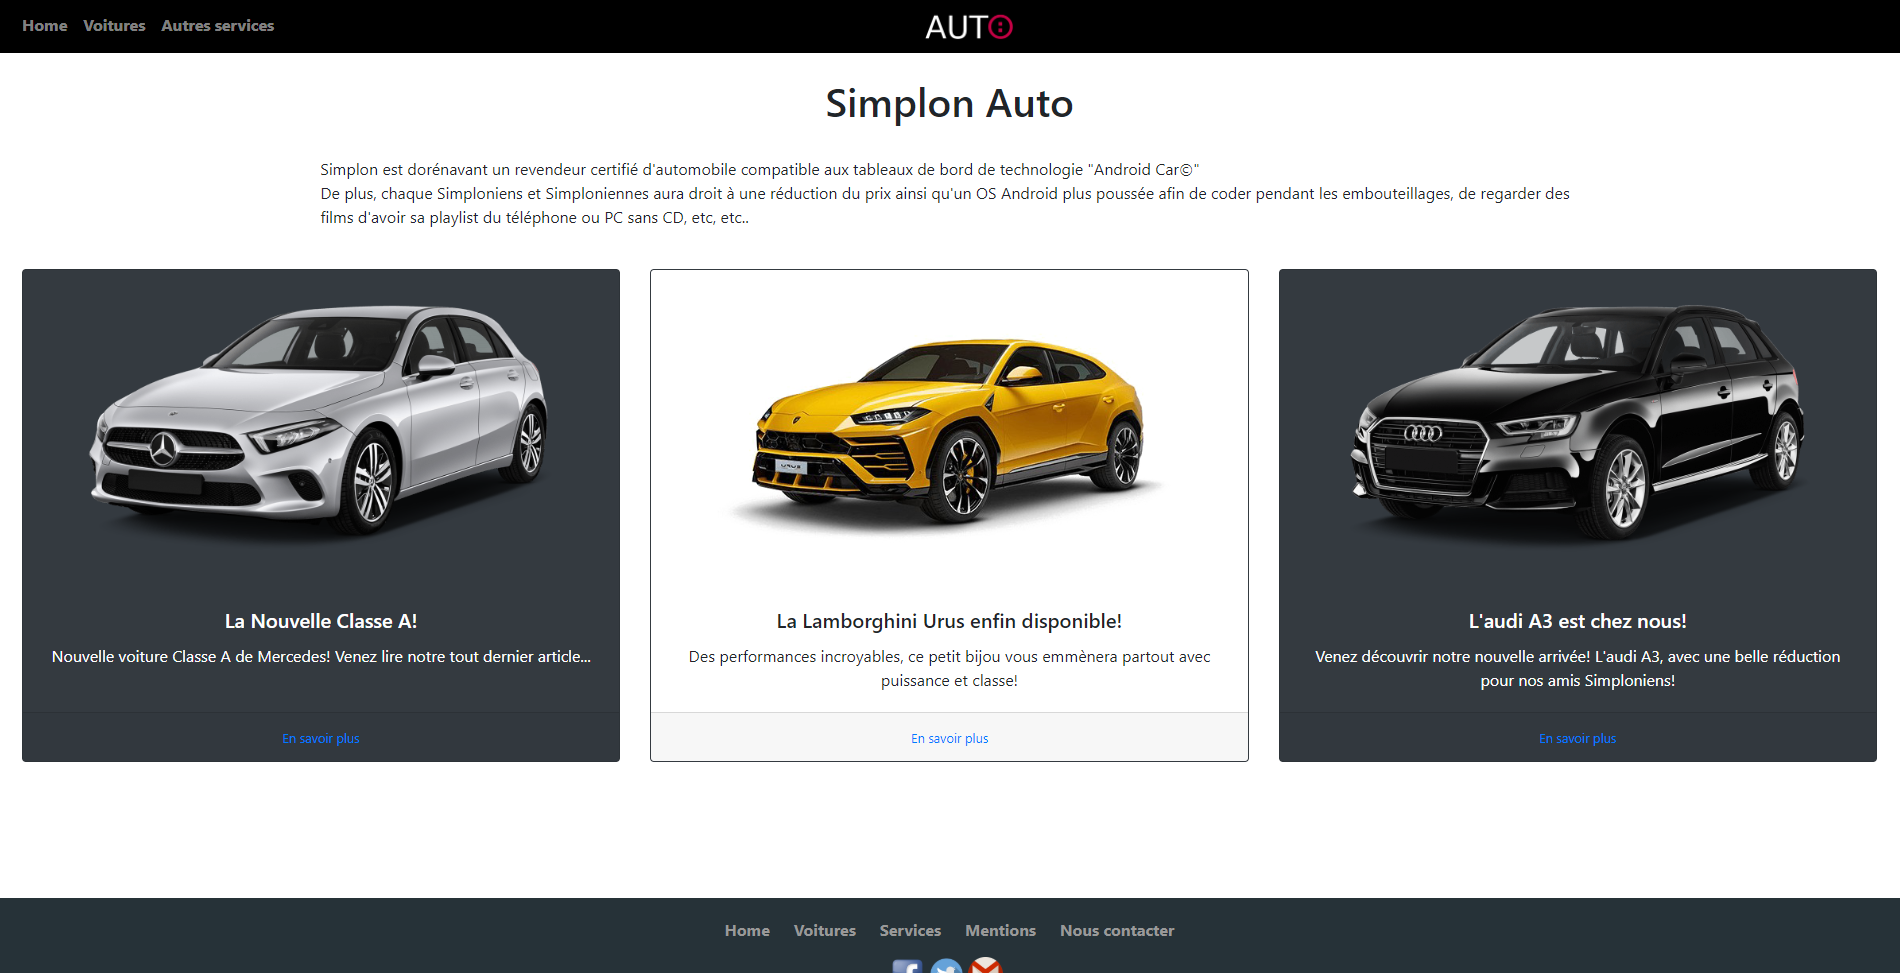 Home Voitures Autres services
AUTO
Simplon Auto
Simplon est dorénavant un revendeur certifié d'automobile compatible aux tableaux de bord de technologie "Android Car©"
De plus, chaque Simploniens et Simploniennes aura droit à une réduction du prix ainsi qu'un OS Android plus poussée afin de coder pendant les embouteillages, de regarder des
films d'avoir sa playlist du téléphone ou PC sans CD, etc, etc..
URUS
La Nouvelle Classe A!
Nouvelle voiture Classe A de Mercedes! Venez lire notre tout dernier article...
En savoir plus
La Lamborghini Urus enfin disponible!
Des performances incroyables, ce petit bijou vous emmènera partout avec
puissance et classe!
En savoir plus
L'audi A3 est chez nous!
Venez découvrir notre nouvelle arrivée! L'audi A3, avec une belle réduction
pour nos amis Simploniens!
En savoir plus
Home Voitures Services Mentions Nous contacter